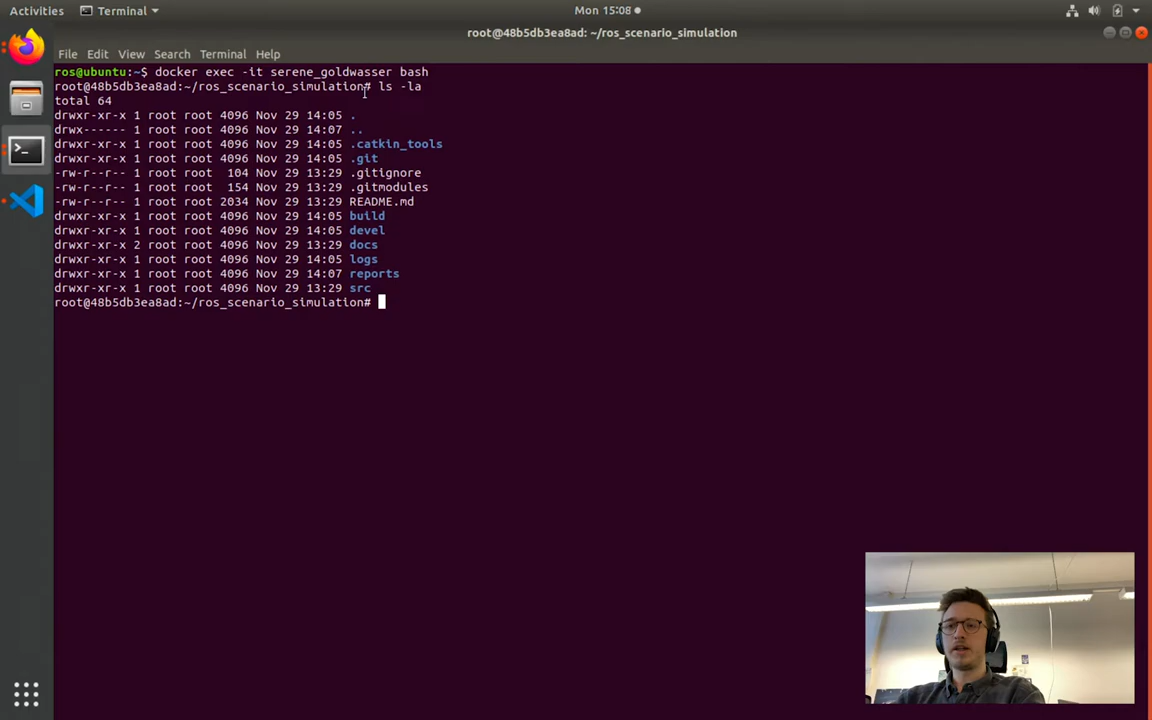 Activities
Terminal
Mon 15:08
root@48b5db3ea8ad: ~/ros_scenario_simulation
File Edit View Search Terminal Help
ros@ubuntu:~$ docker exec -it serene_goldwasser bash
root@48b5db3ea8ad:~/ros_scenario_simulation# ls -la
total 64
drwxr-xr-x 1 root root 4096 Nov 29 14:05 .
drwx------ 1 root root 4096 Nov 29 14:07 ..
drwxr-xr-x 1 root root 4096 Nov 29 14:05 .catkin_tools
drwxr-xr-x 1 root root 4096 Nov 29 14:05 .git
-rw-r--r-- 1 root root  104 Nov 29 13:29 .gitignore
-rw-r--r-- 1 root root  154 Nov 29 13:29 .gitmodules
-rw-r--r-- 1 root root 2034 Nov 29 13:29 README.md
drwxr-xr-x 1 root root 4096 Nov 29 14:05 build
drwxr-xr-x 1 root root 4096 Nov 29 14:05 devel
drwxr-xr-x 2 root root 4096 Nov 29 13:29 docs
drwxr-xr-x 1 root root 4096 Nov 29 14:05 logs
drwxr-xr-x 1 root root 4096 Nov 29 14:07 reports
drwxr-xr-x 1 root root 4096 Nov 29 13:29 src
root@48b5db3ea8ad:~/ros_scenario_simulation#